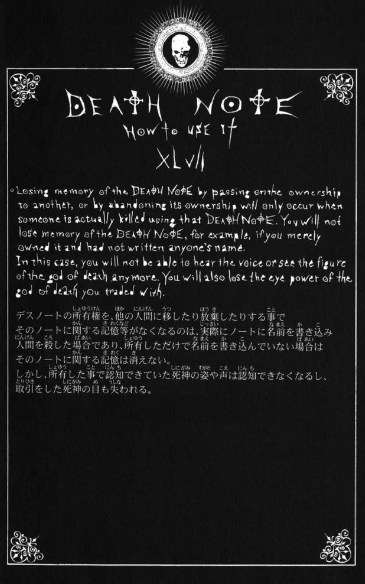 DEATH NOTE
How to use it
XLVII
○ Losing memory of the DEATH NOTE by passing on the ownership
to another, or by abandoning its ownership will only occur when
someone is actually killed using that DEATH NOTE. You will not
lose memory of the DEATH NOTE, for example, if you merely
owned it and had not written anyone's name.
In this case, you will not be able to hear the voice or see the figure
of the god of death anymore. You will also lose the eye power of the
god of death you traded with.
デスノートの所有権を、他の人間に移したり放棄したりする事で
そのノートに関する記憶等がなくなるのは、実際にノートに名前を書き込み
人間を殺した場合であり、所有しただけで名前を書き込んでいない場合は
そのノートに関する記憶は消えない。
しかし、所有した事で認知できていた死神の姿や声は認知できなくなるし、
取引をした死神の目も失われる。